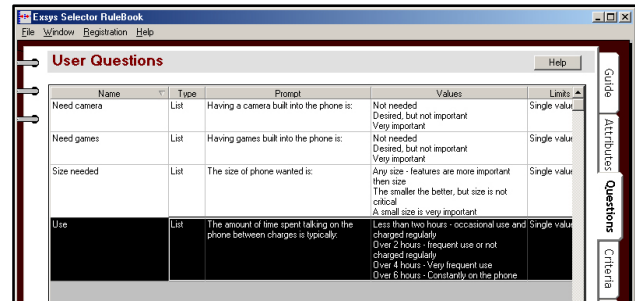 Exsys Selector RuleBook
File Window Registration Help
User Questions
Help
Name Type Prompt Values Limits
Need camera List Having a camera built into the phone is: Not needed Single value
Desired, but not important
Very important
Need games List Having games built into the phone is: Not needed Single value
Desired, but not important
Very important
Size needed List The size of phone wanted is: Any size - features are more important Single value
then size
The smaller the better, but size is not
critical
A small size is very important
Use List The amount of time spent talking on the Less than two hours - occasional use and Single value
phone between charges is typically: charged regularly
Over 2 hours - frequent use or not
charged regularly
Over 4 hours - Very frequent use
Over 6 hours - Constantly on the phone
Guide
Attributes
Questions
Criteria